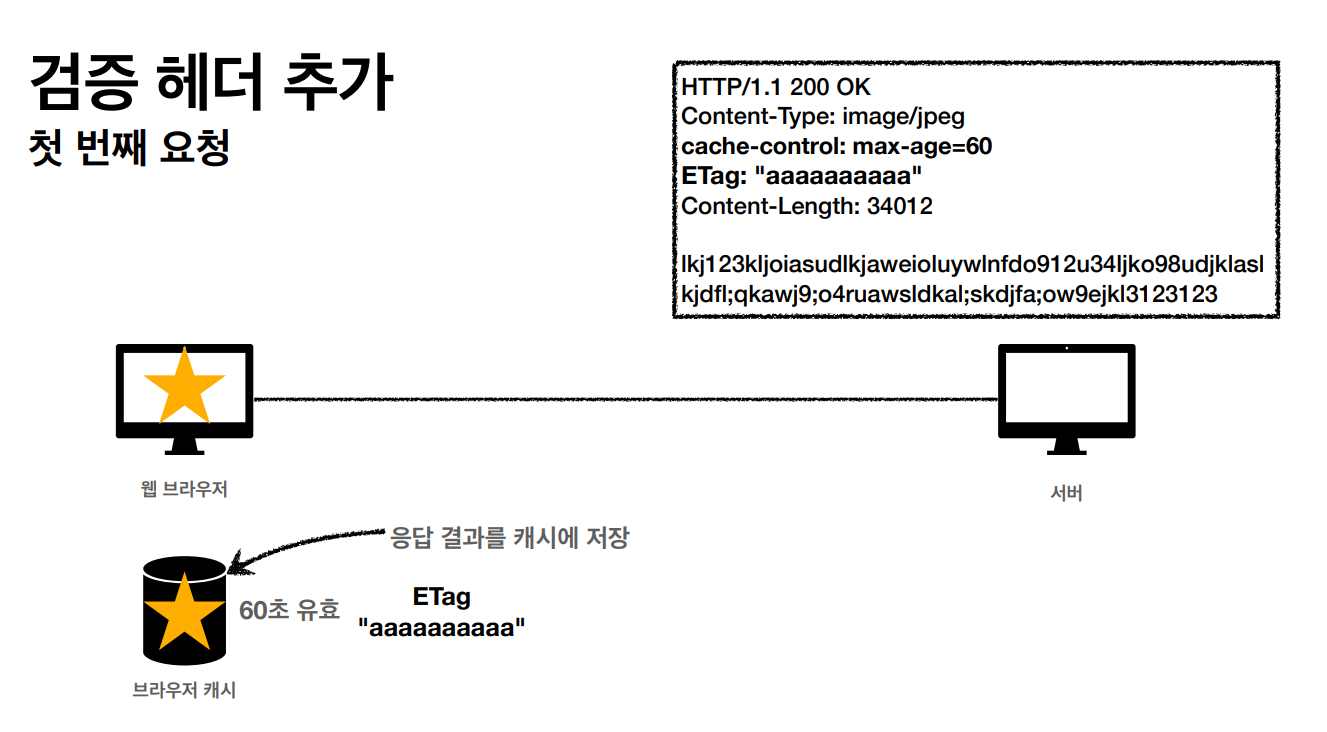 검증 헤더 추가
첫 번째 요청
HTTP/1.1 200 OK
Content-Type: image/jpeg
cache-control: max-age=60
ETag: "aaaaaaaaaa"
Content-Length: 34012
lkj123kljoiasudlkjaweioluywlnfdo912u34ljko98udjklasl
kjdfl;qkawj9;o4ruawsldkal;skdjfa;ow9ejkl3123123
웹 브라우저
서버
응답 결과를 캐시에 저장
60초 유효
ETag
"aaaaaaaaaa"
브라우저 캐시